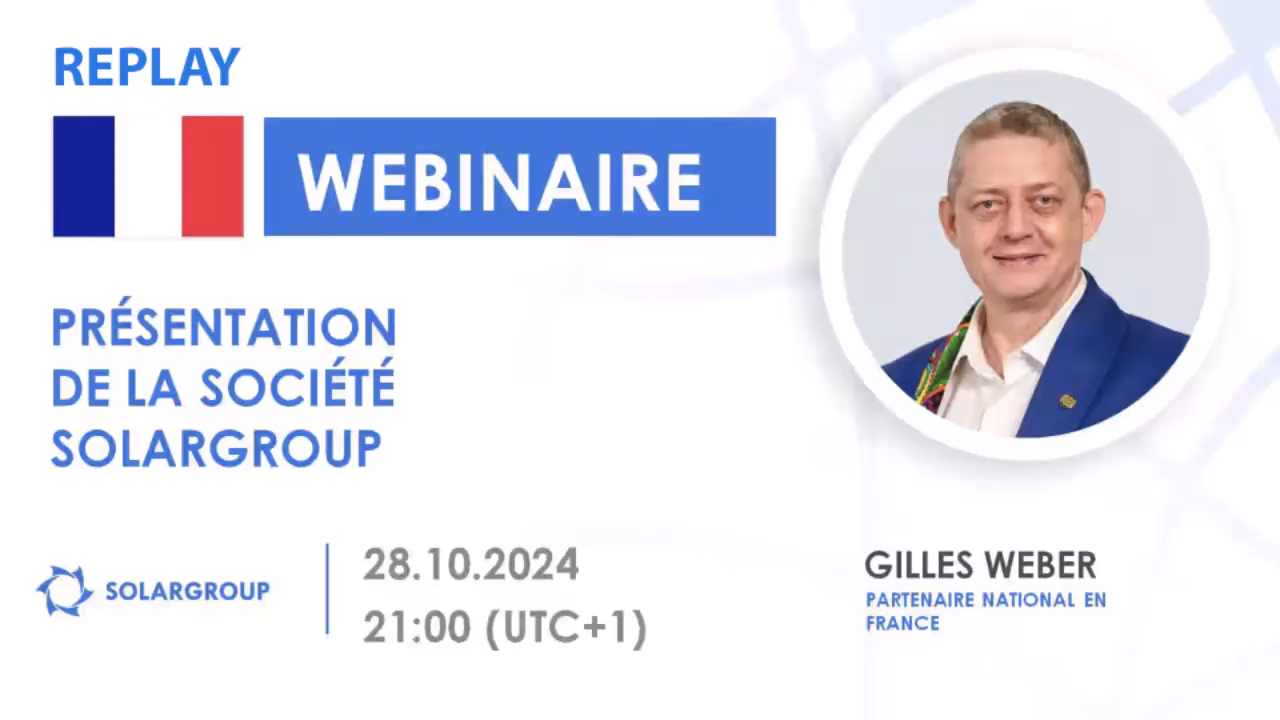 REPLAY
WEBINAIRE
PRÉSENTATION
DE LA SOCIÉTÉ
SOLARGROUP
SOLARGROUP
28.10.2024
21:00 (UTC+1)
GILLES WEBER
PARTENAIRE NATIONAL EN
FRANCE